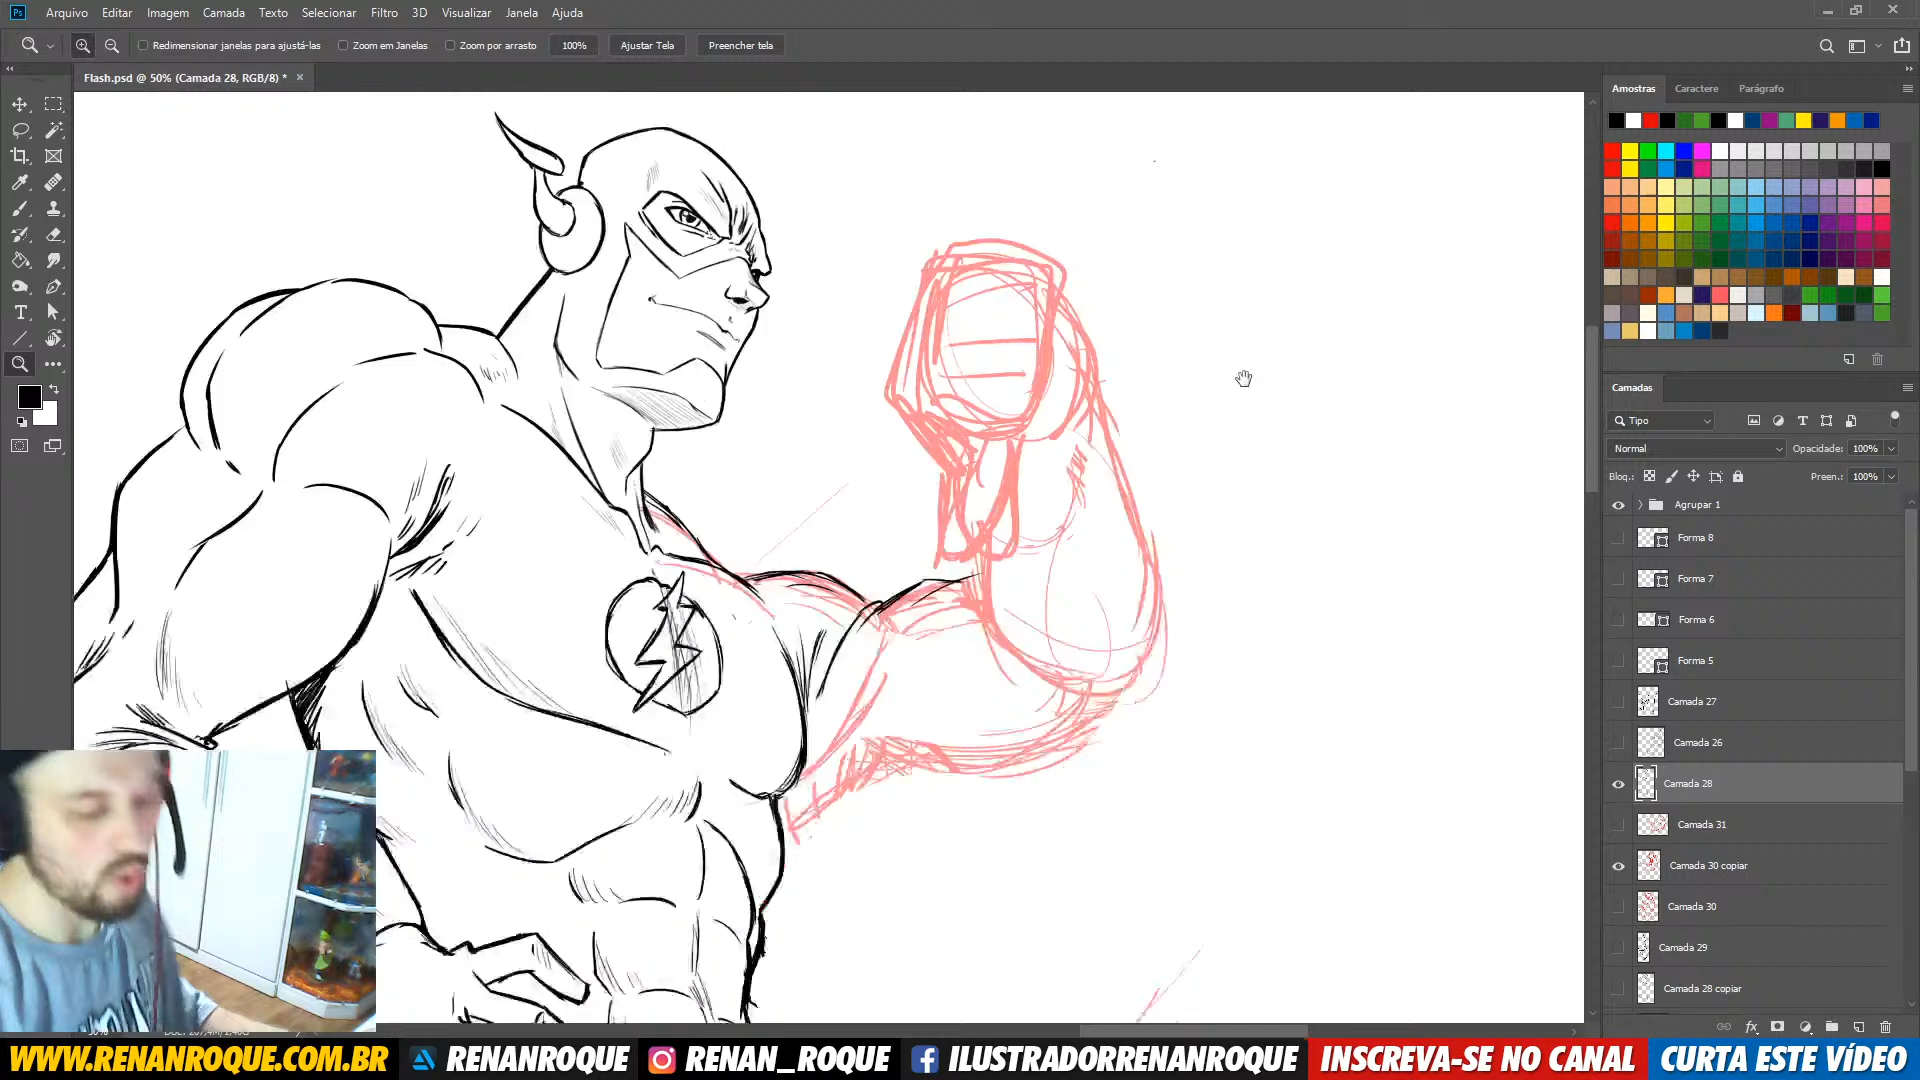 Ps Arquivo Editar Imagem Camada Texto Selecionar Filtro 3D Visualizar Janela Ajuda
Redimensionar janelas para ajustá-las Zoom em Janelas Zoom por arrasto 100% Ajustar Tela Preencher tela
Flash.psd @ 50% (Camada 28, RGB/8) *
Amostras Caractere Parágrafo
Camadas
Tipo
Normal Opacidade: 100%
Bloq.: Preen.: 100%
Agrupar 1
Forma 8
Forma 7
Forma 6
Forma 5
Camada 27
Camada 26
Camada 28
Camada 31
Camada 30 copiar
Camada 30
Camada 29
Camada 28 copiar
WWW.RENANROQUE.COM.BR RENANROQUE RENAN_ROQUE ILUSTRADORRENANROQUE INSCREVA-SE NO CANAL CURTA ESTE VÍDEO